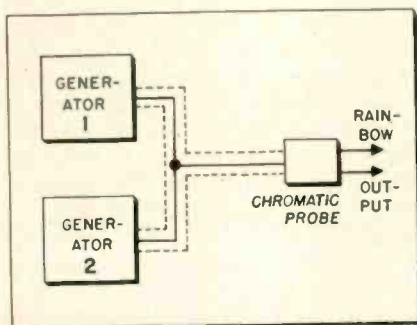 GENER-
ATOR
1
GENER-
ATOR
2
RAIN-
BOW
OUT-
PUT
CHROMATIC
PROBE